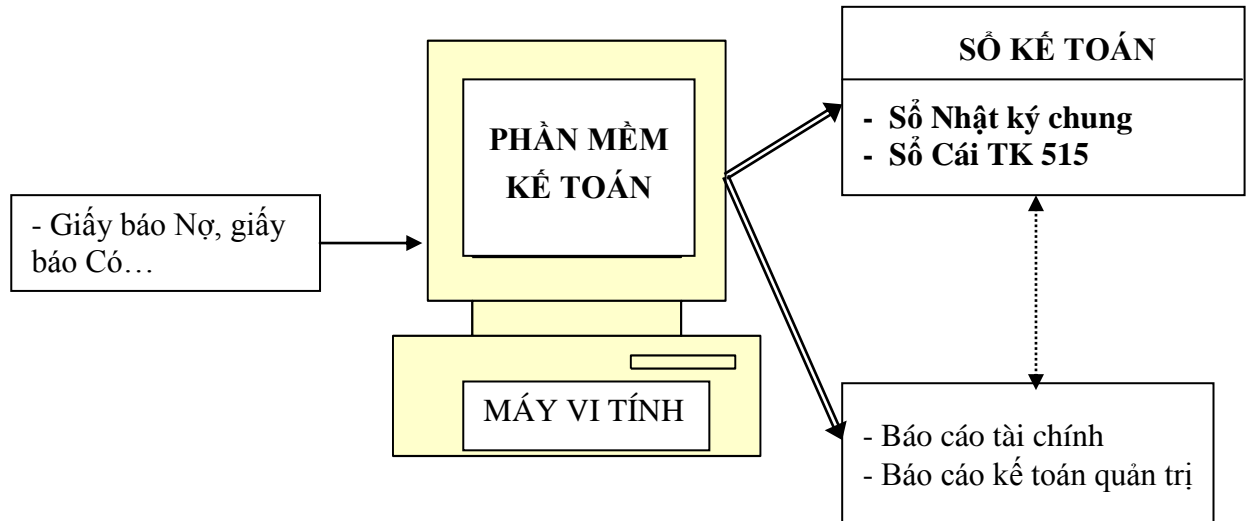 - Giấy báo Nợ, giấy
báo Có…
PHẦN MỀM
KẾ TOÁN
MÁY VI TÍNH
SỔ KẾ TOÁN
- Sổ Nhật ký chung
- Sổ Cái TK 515
- Báo cáo tài chính
- Báo cáo kế toán quản trị